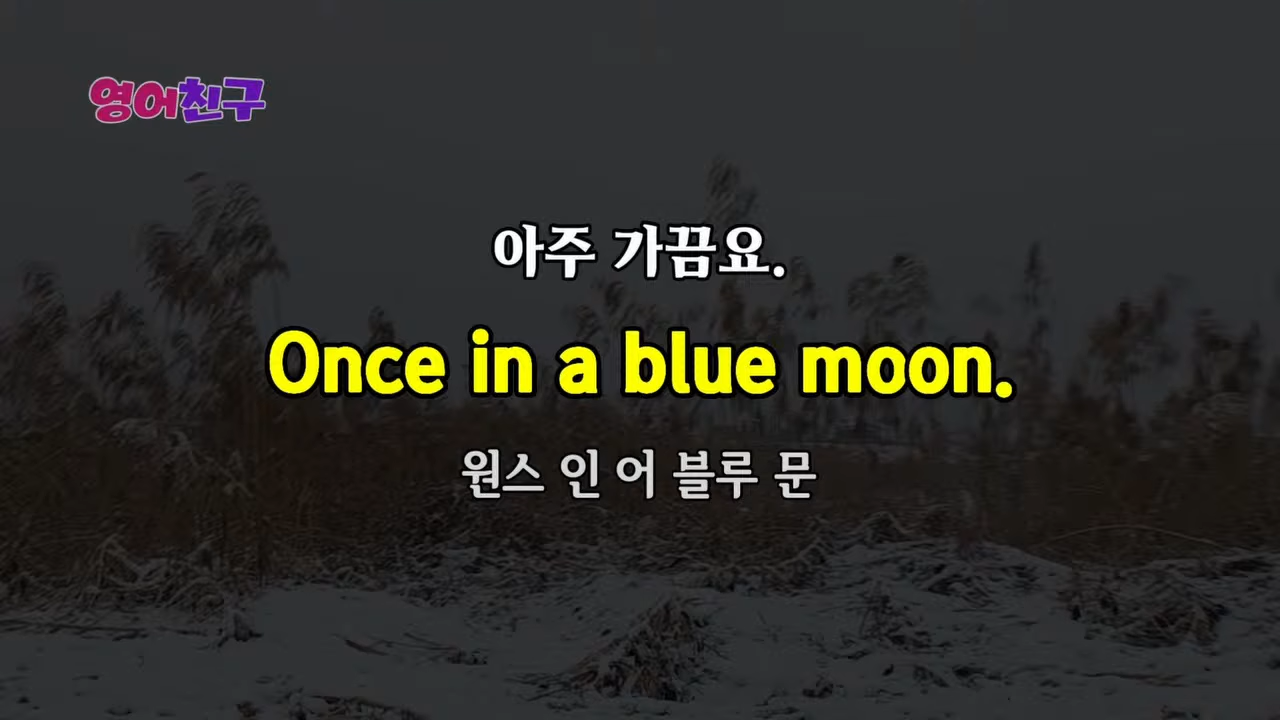 영어친구
아주 가끔요.
Once in a blue moon.
원스 인 어 블루 문